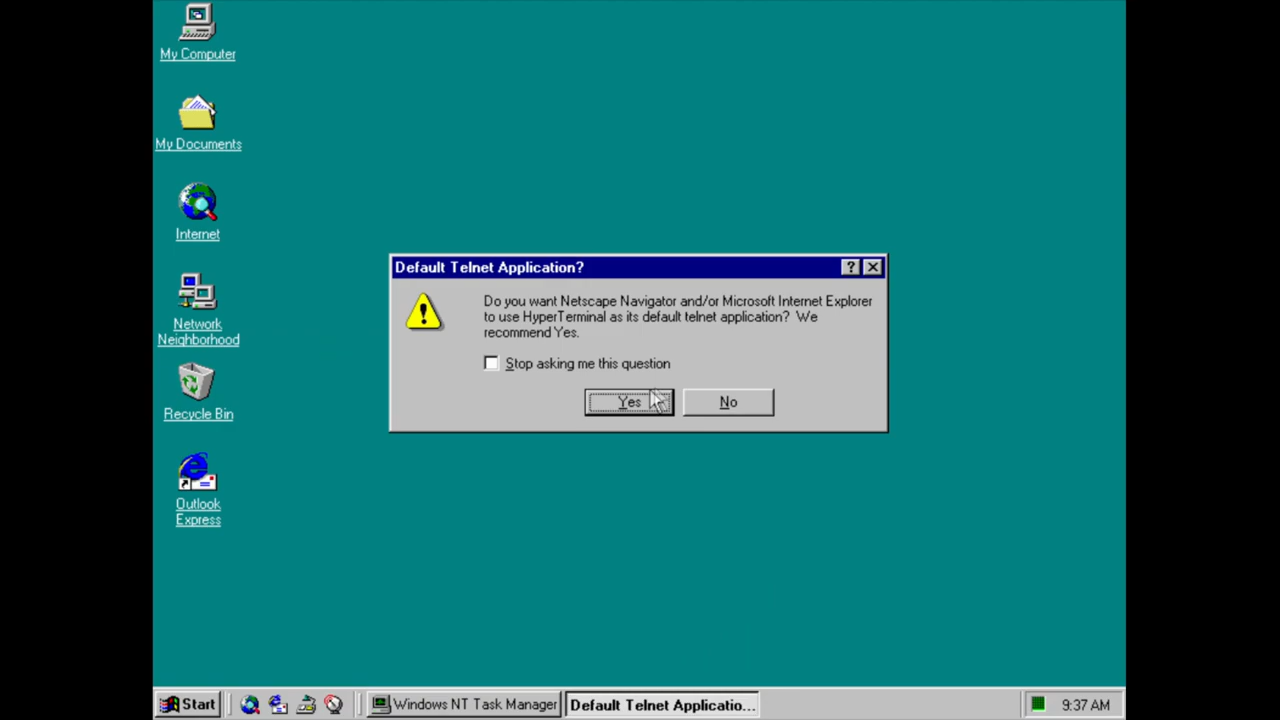 My Computer
My Documents
Internet
Network
Neighborhood
Recycle Bin
Outlook
Express
Default Telnet Application?
Do you want Netscape Navigator and/or Microsoft Internet Explorer
to use HyperTerminal as its default telnet application? We
recommend Yes.
Stop asking me this question
Yes
No
Start
Windows NT Task Manager
Default Telnet Applicatio...
9:37 AM